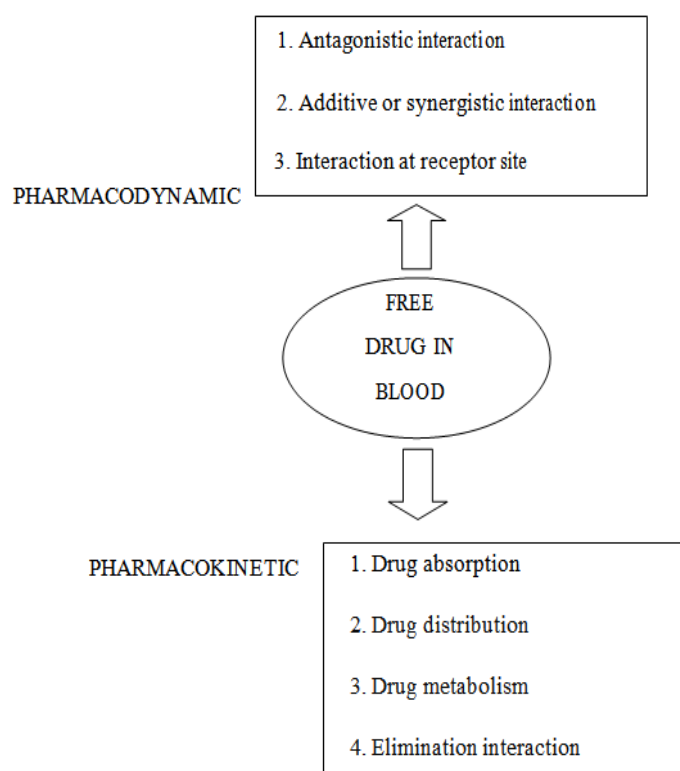 1. Antagonistic interaction
2. Additive or synergistic interaction
3. Interaction at receptor site
PHARMACODYNAMIC
FREE
DRUG IN
BLOOD
PHARMACOKINETIC
1. Drug absorption
2. Drug distribution
3. Drug metabolism
4. Elimination interaction